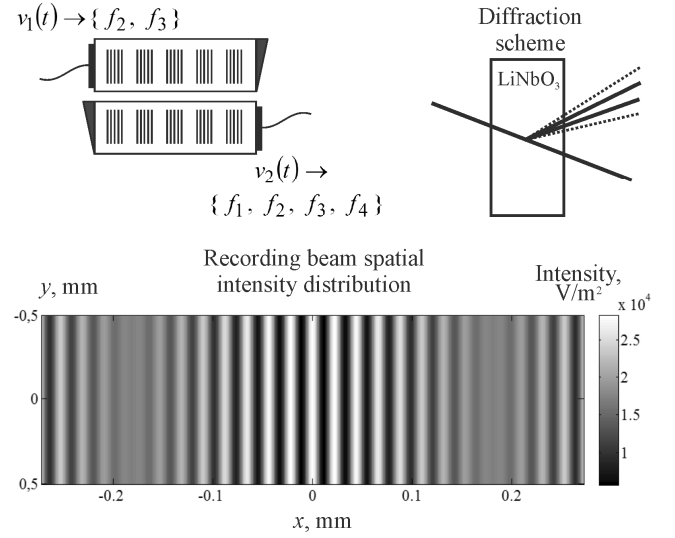 v₁(t) → { f₂, f₃}
Diffraction
scheme
LiNbO₃
v₂(t) →
{ f₁, f₂, f₃, f₄}
Recording beam spatial
intensity distribution
Intensity,
V/m²
y, mm
x 10⁴
-0,5
0
0,5
2.5
2
1.5
1
-0.2
-0.1
0
0.1
0.2
x, mm